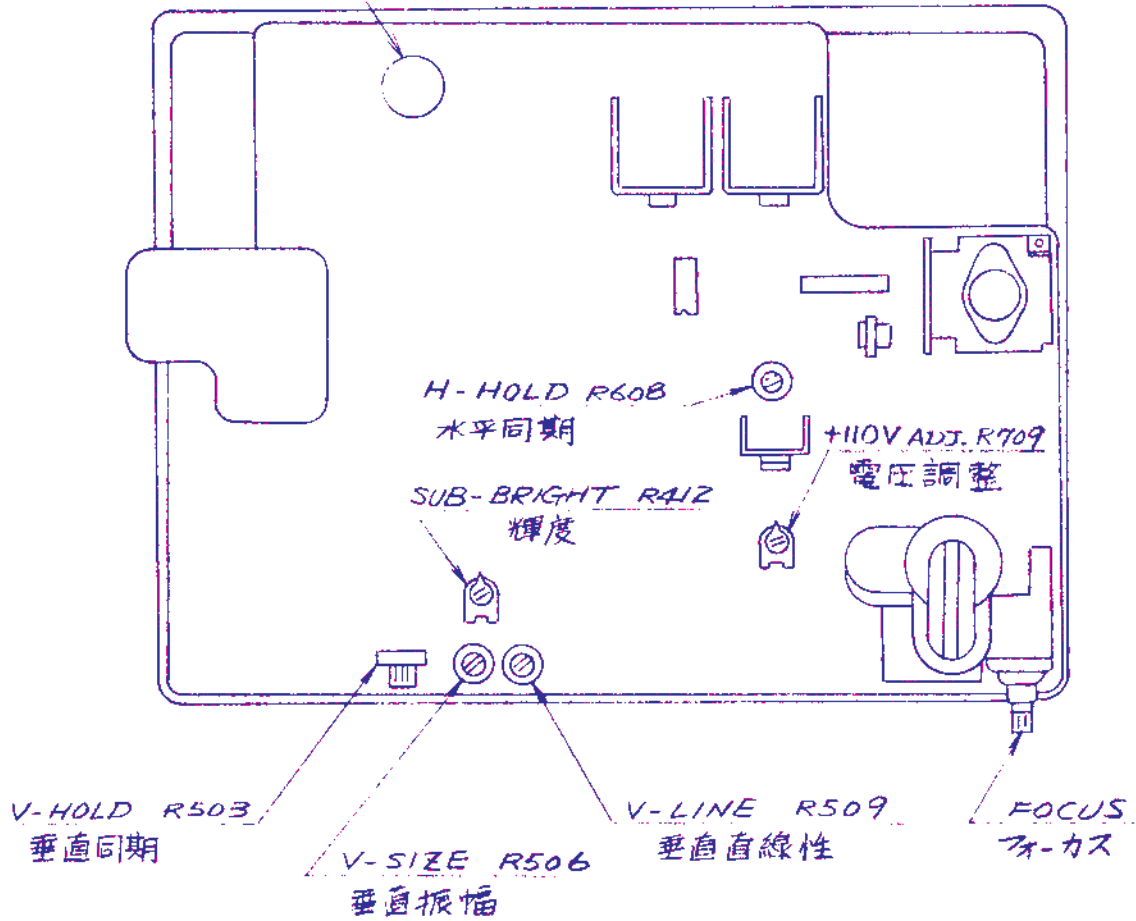 H-HOLD R608
水平同期
+110V ADJ. R709
電圧調整
SUB-BRIGHT R412
輝度
V-HOLD R503
垂直同期
V-SIZE R506
垂直振幅
V-LINE R509
垂直直線性
FOCUS
フォーカス